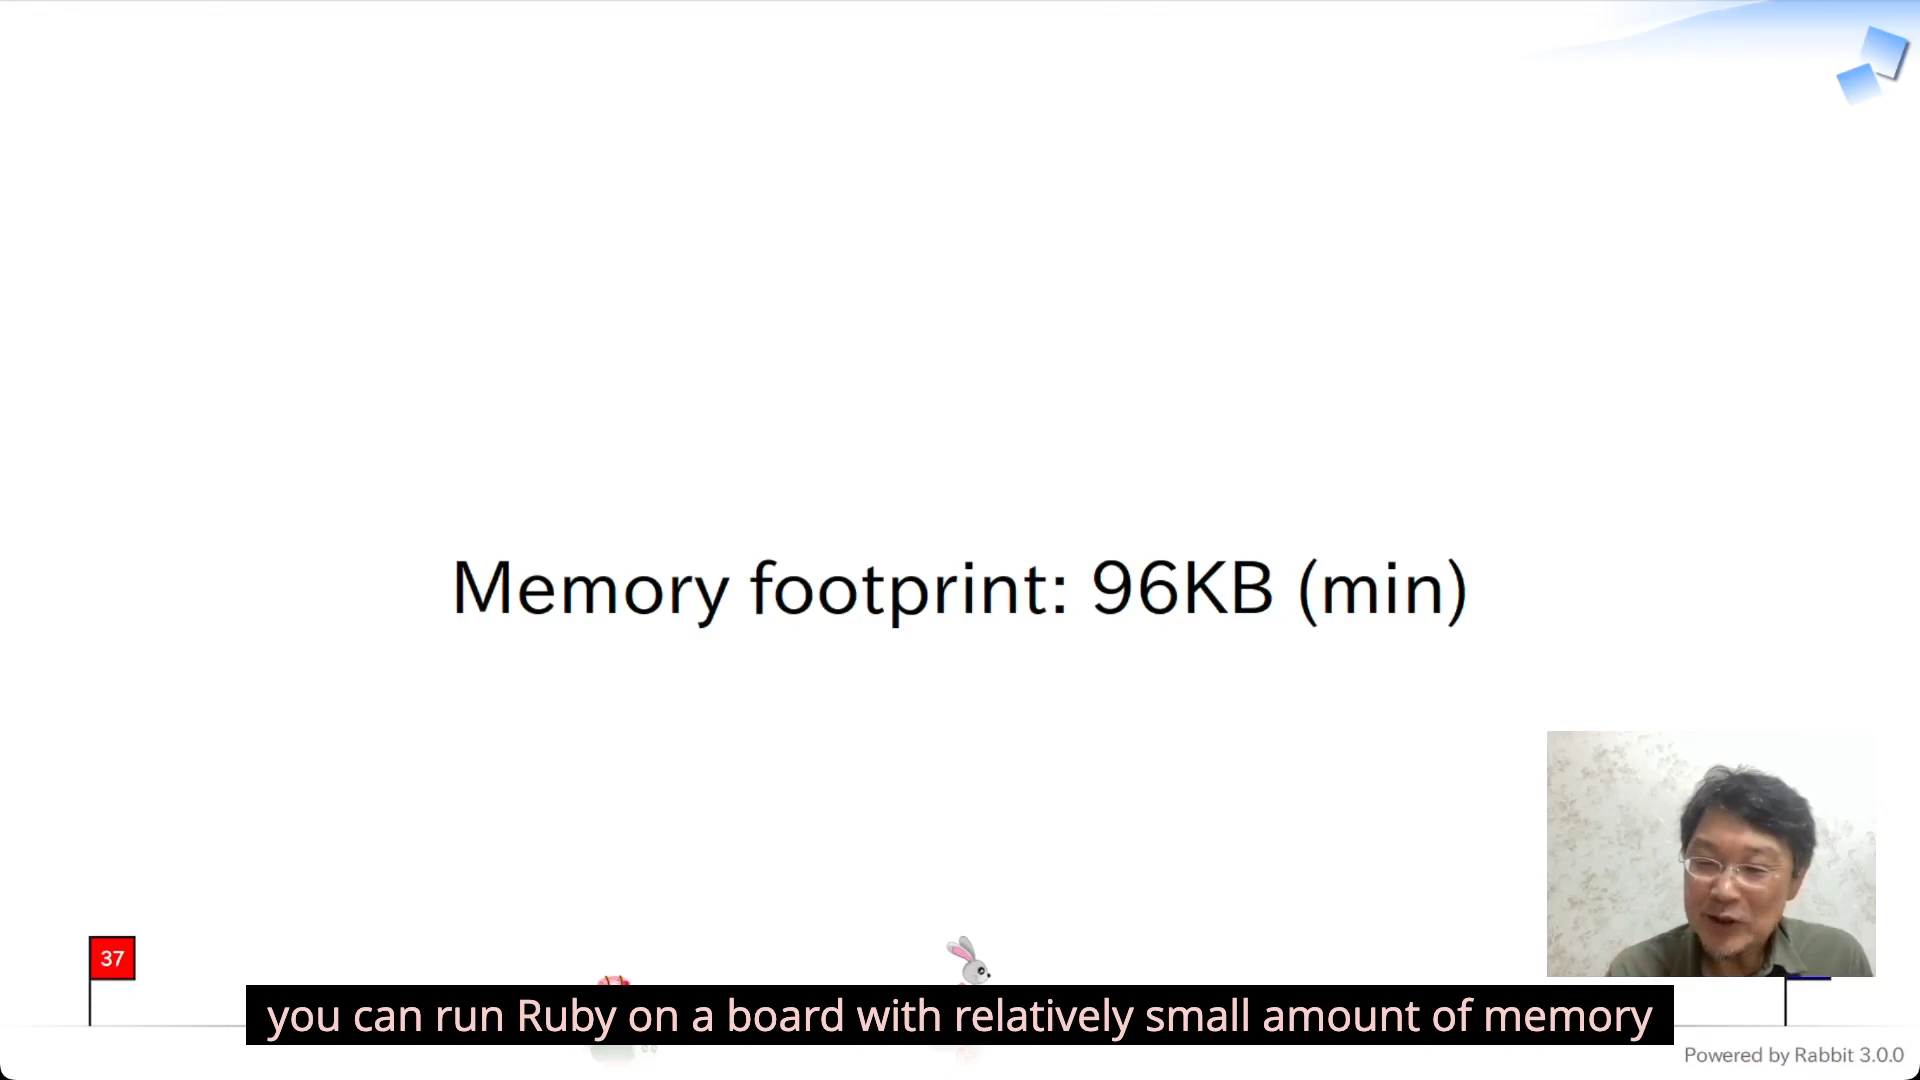 Memory footprint: 96KB (min)
37
you can run Ruby on a board with relatively small amount of memory
Powered by Rabbit 3.0.0